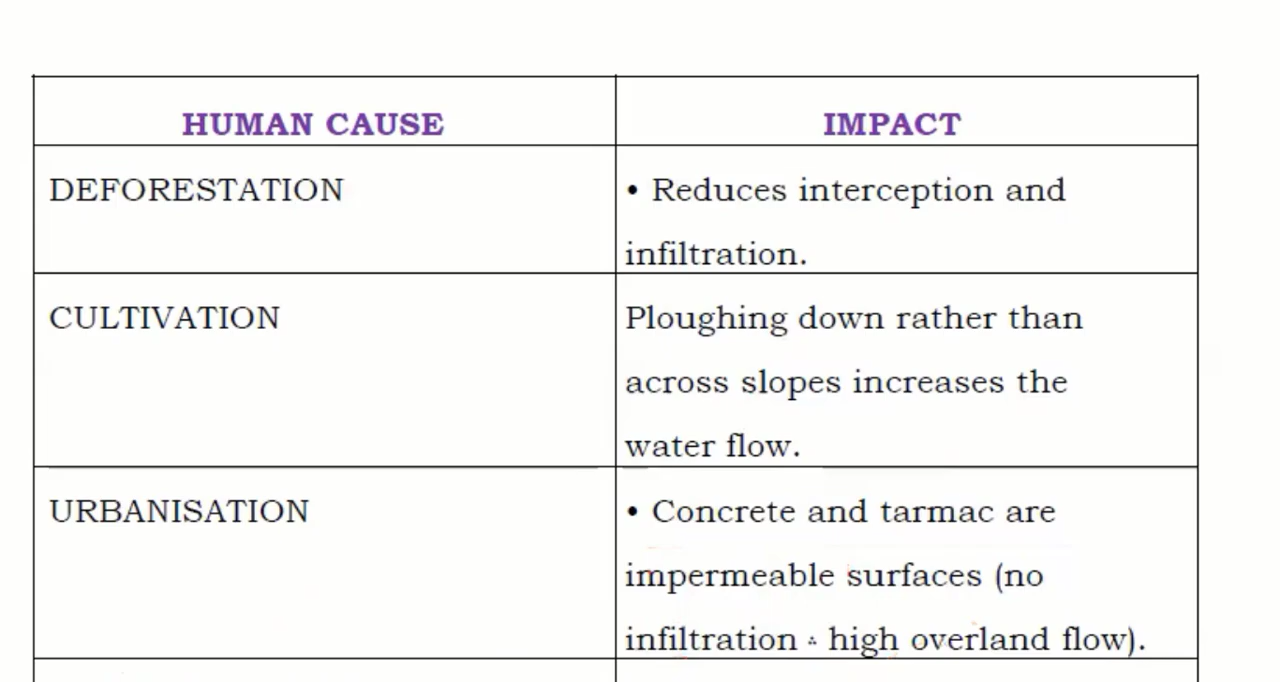 HUMAN CAUSE IMPACT
DEFORESTATION • Reduces interception and
infiltration.
CULTIVATION Ploughing down rather than
across slopes increases the
water flow.
URBANISATION • Concrete and tarmac are
impermeable surfaces (no
infiltration ∴ high overland flow).